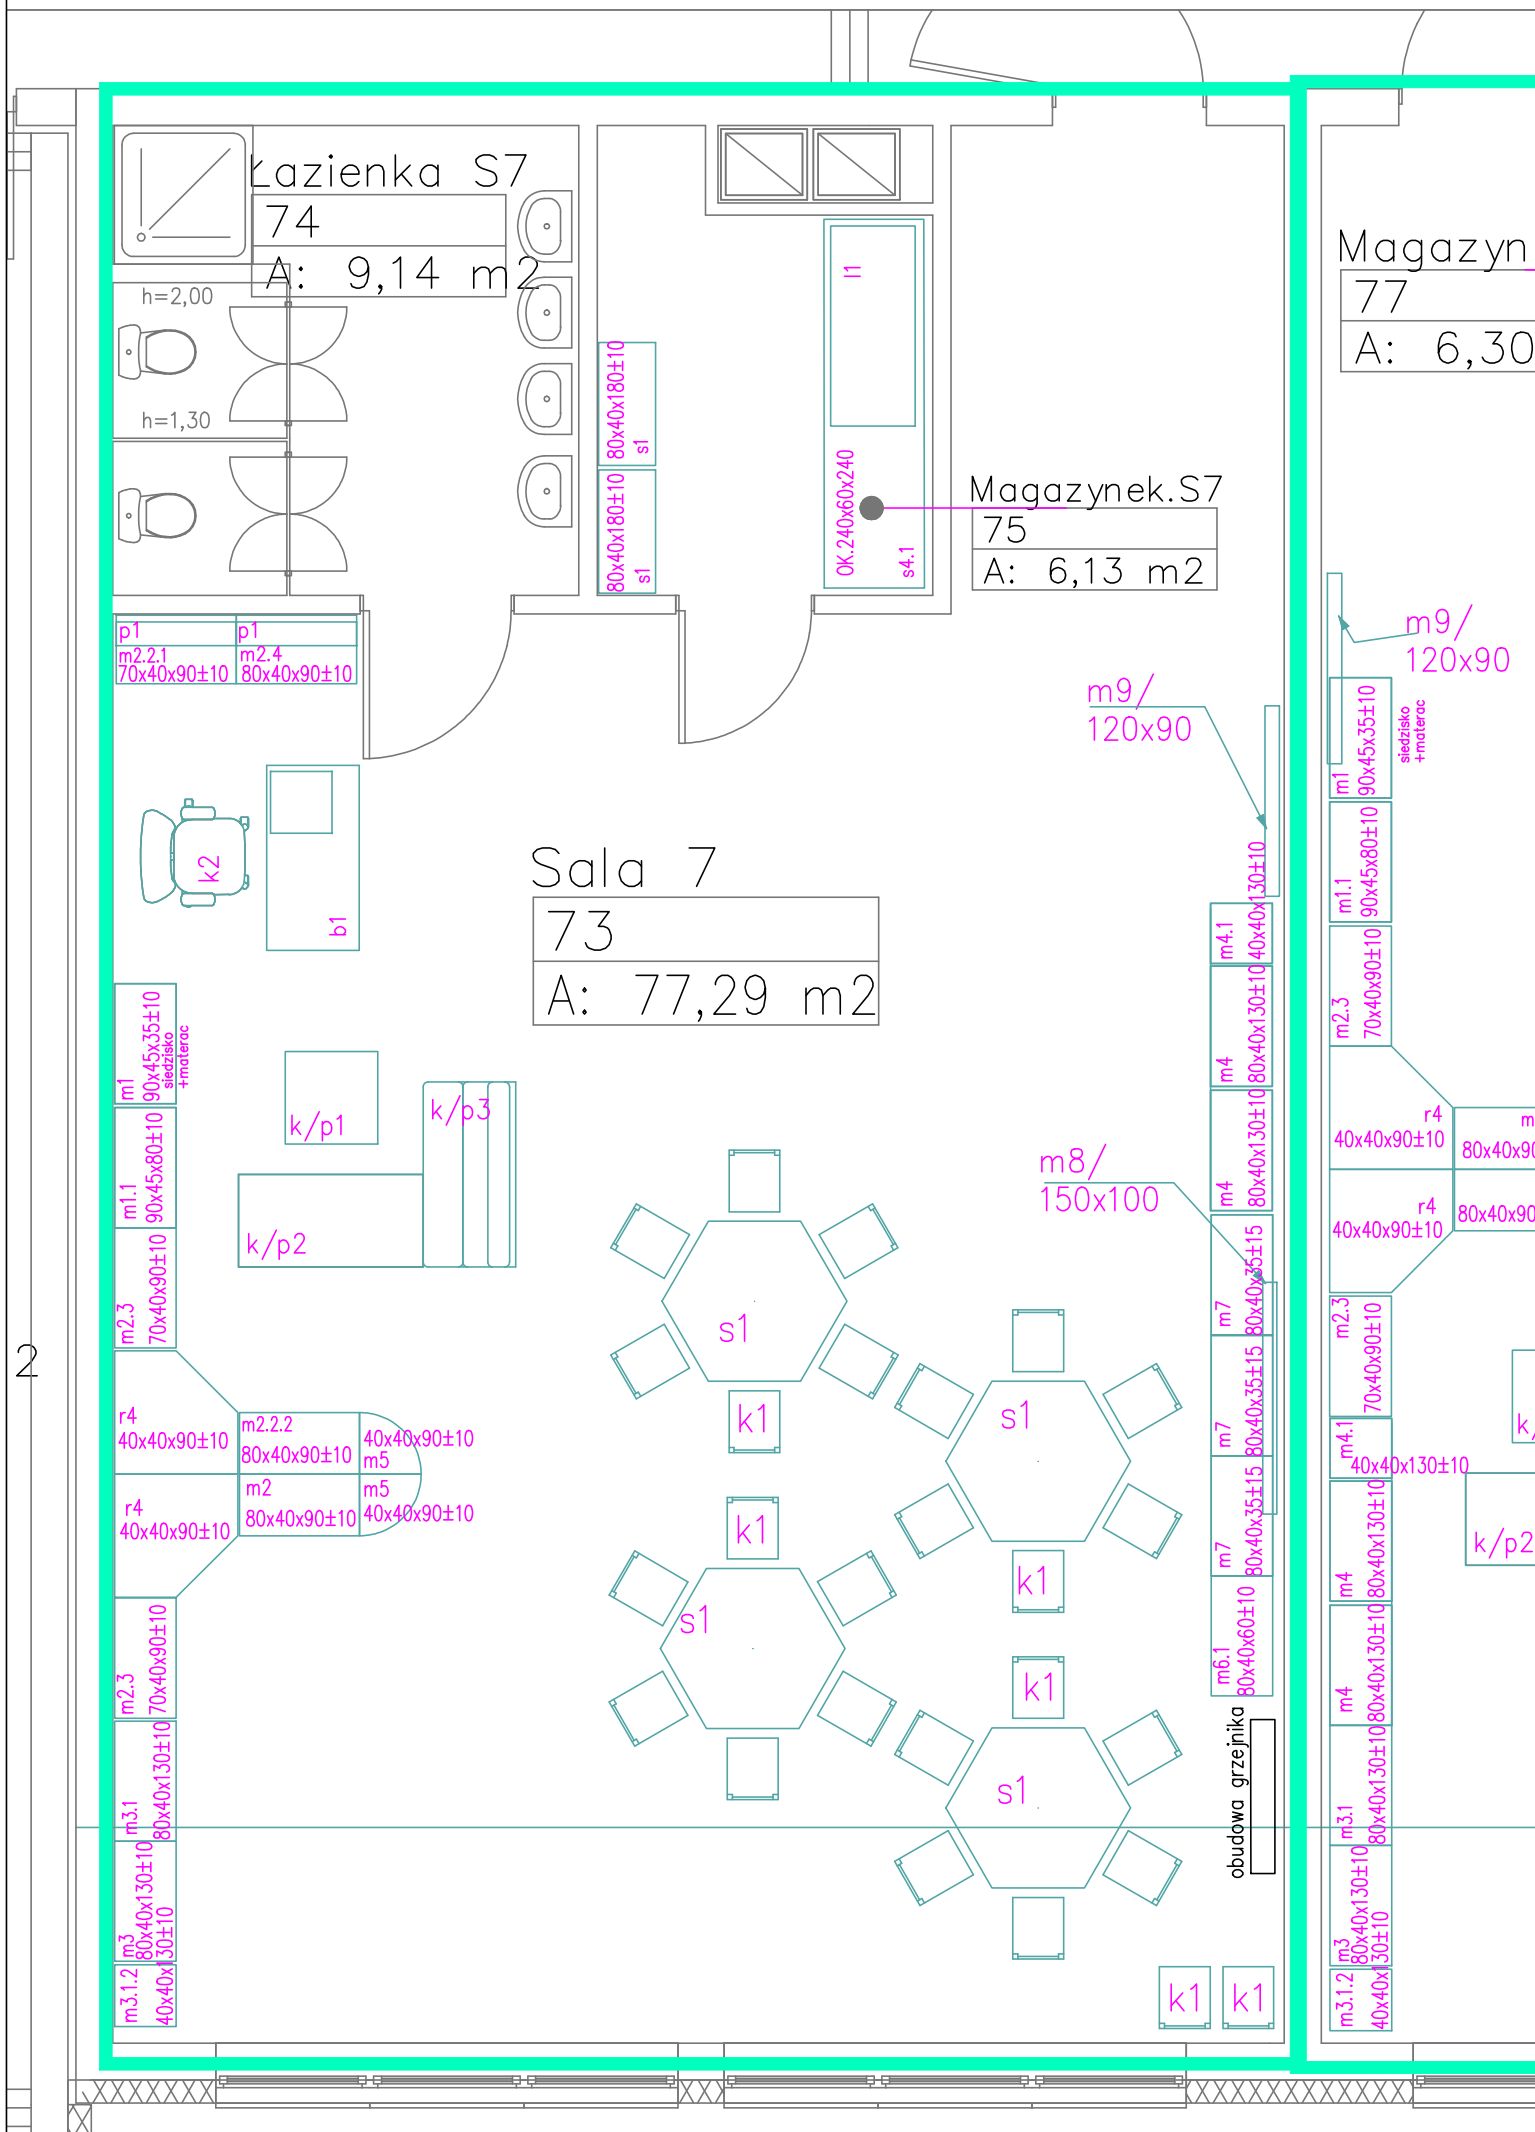 Łazienka S7
74
A: 9,14 m2
h=2,00
h=1,30
l1
80x40x180±10
s1
80x40x180±10
s1
OK.240x60x240
s4.1
Magazynek.S7
75
A: 6,13 m2
Magazyn
77
A: 6,30
p1
m2.2.1
70x40x90±10
p1
m2.4
80x40x90±10
k2
b1
m9/
120x90
m9/
120x90
Sala 7
73
A: 77,29 m2
m1
90x45x35±10
siedzisko
+materac
m1.1
90x45x80±10
m2.3
70x40x90±10
k/p1
k/p2
k/p3
r4
40x40x90±10
r4
40x40x90±10
m2.2.2
80x40x90±10
m2
80x40x90±10
40x40x90±10
m5
m5
40x40x90±10
m2.3
70x40x90±10
m3.1
80x40x130±10
m3
80x40x130±10
m3.1.2
40x40x130±10
2
s1
k1
k1
s1
s1
k1
k1
s1
k1
k1
m4.1
40x40x130±10
m4
80x40x130±10
m4
80x40x130±10
m8/
150x100
m7
80x40x35±15
m7
80x40x35±15
m7
80x40x35±15
m6.1
80x40x60±10
obudowa grzejnika
m1
90x45x35±10
siedzisko
+materac
m1.1
90x45x80±10
m2.3
70x40x90±10
r4
40x40x90±10
r4
40x40x90±10
m
80x40x90
80x40x90
m2.3
70x40x90±10
m4.1
40x40x130±10
k/
k/p2
m4
80x40x130±10
m4
80x40x130±10
m3.1
80x40x130±10
m3
80x40x130±10
m3.1.2
40x40x130±10